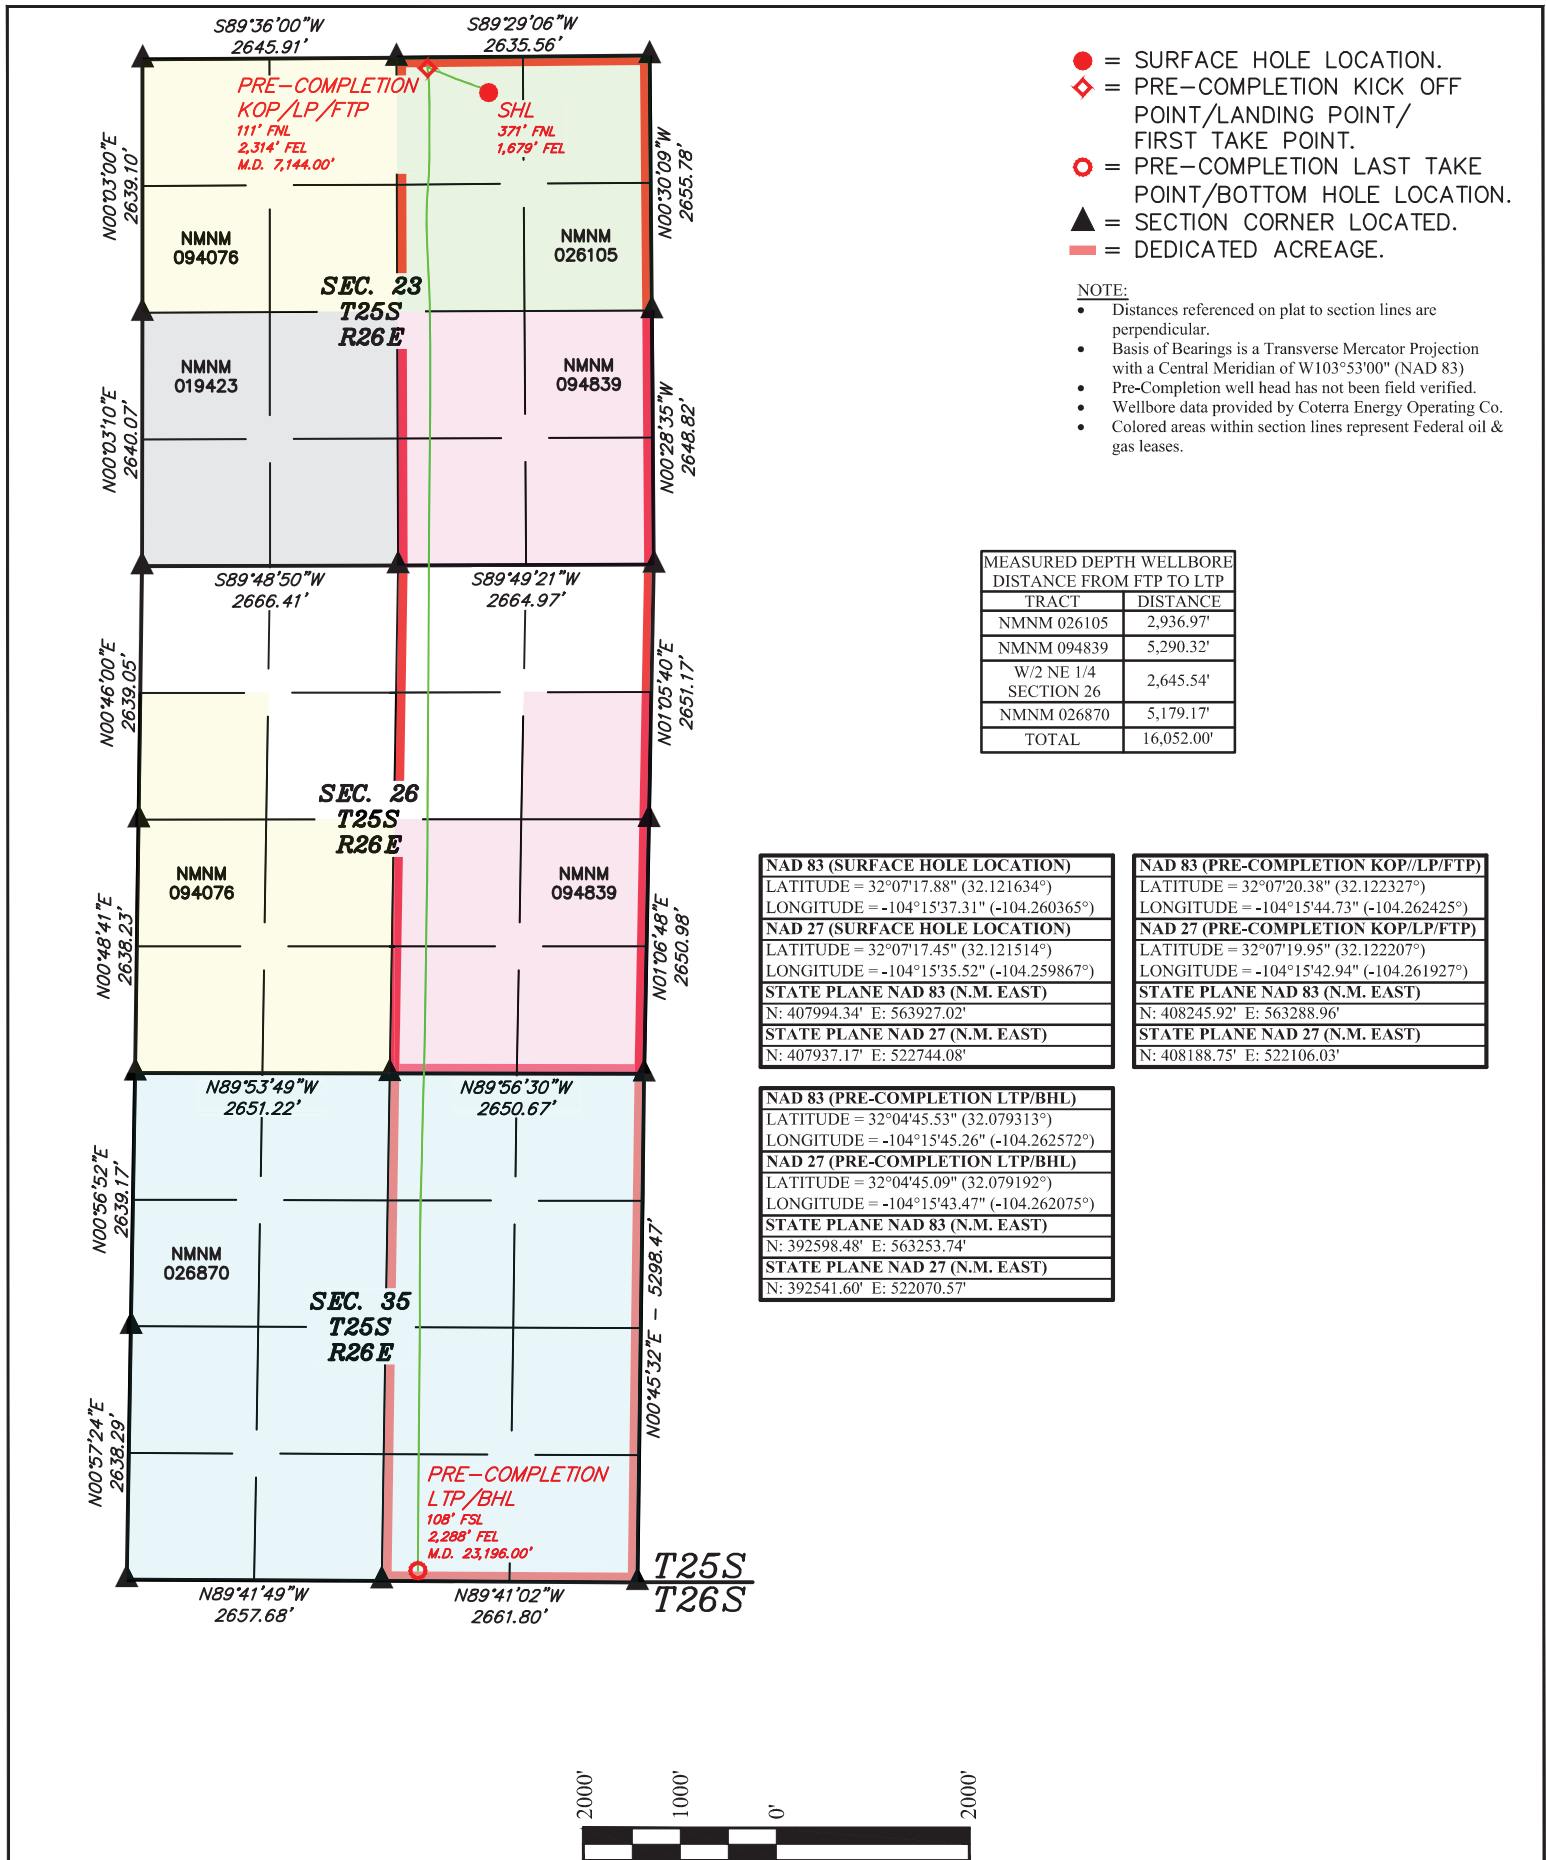 S89°36'00"W
2645.91'
S89°29'06"W
2635.56'
PRE-COMPLETION
KOP/LP/FTP
111' FNL
2,314' FEL
M.D. 7,144.00'
SHL
371' FNL
1,679' FEL
N00°03'00"E
2639.10'
N00°30'09"W
2655.78'
NMNM
094076
NMNM
026105
SEC. 23
T25S
R26E
NMNM
019423
NMNM
094839
N00°03'10"E
2640.07'
N00°28'35"W
2648.82'
S89°48'50"W
2666.41'
S89°49'21"W
2664.97'
N00°46'00"E
2639.05'
N01°05'40"E
2651.17'
SEC. 26
T25S
R26E
NMNM
094076
NMNM
094839
N00°48'41"E
2638.23'
N01°06'48"E
2650.98'
N89°53'49"W
2651.22'
N89°56'30"W
2650.67'
N00°56'52"E
2639.17'
NMNM
026870
SEC. 35
T25S
R26E
N00°45'32"E - 5298.47'
N00°57'24"E
2638.29'
PRE-COMPLETION
LTP/BHL
108' FSL
2,288' FEL
M.D. 23,196.00'
N89°41'49"W
2657.68'
N89°41'02"W
2661.80'
T25S
T26S
= SURFACE HOLE LOCATION.
= PRE-COMPLETION KICK OFF
POINT/LANDING POINT/
FIRST TAKE POINT.
= PRE-COMPLETION LAST TAKE
POINT/BOTTOM HOLE LOCATION.
= SECTION CORNER LOCATED.
= DEDICATED ACREAGE.
NOTE:
• Distances referenced on plat to section lines are
perpendicular.
• Basis of Bearings is a Transverse Mercator Projection
with a Central Meridian of W103°53'00" (NAD 83)
• Pre-Completion well head has not been field verified.
• Wellbore data provided by Coterra Energy Operating Co.
• Colored areas within section lines represent Federal oil &
gas leases.
MEASURED DEPTH WELLBORE
DISTANCE FROM FTP TO LTP
TRACT DISTANCE
NMNM 026105 2,936.97'
NMNM 094839 5,290.32'
W/2 NE 1/4
SECTION 26 2,645.54'
NMNM 026870 5,179.17'
TOTAL 16,052.00'
NAD 83 (SURFACE HOLE LOCATION)
LATITUDE = 32°07'17.88" (32.121634°)
LONGITUDE = -104°15'37.31" (-104.260365°)
NAD 27 (SURFACE HOLE LOCATION)
LATITUDE = 32°07'17.45" (32.121514°)
LONGITUDE = -104°15'35.52" (-104.259867°)
STATE PLANE NAD 83 (N.M. EAST)
N: 407994.34' E: 563927.02'
STATE PLANE NAD 27 (N.M. EAST)
N: 407937.17' E: 522744.08'
NAD 83 (PRE-COMPLETION KOP//LP/FTP)
LATITUDE = 32°07'20.38" (32.122327°)
LONGITUDE = -104°15'44.73" (-104.262425°)
NAD 27 (PRE-COMPLETION KOP/LP/FTP)
LATITUDE = 32°07'19.95" (32.122207°)
LONGITUDE = -104°15'42.94" (-104.261927°)
STATE PLANE NAD 83 (N.M. EAST)
N: 408245.92' E: 563288.96'
STATE PLANE NAD 27 (N.M. EAST)
N: 408188.75' E: 522106.03'
NAD 83 (PRE-COMPLETION LTP/BHL)
LATITUDE = 32°04'45.53" (32.079313°)
LONGITUDE = -104°15'45.26" (-104.262572°)
NAD 27 (PRE-COMPLETION LTP/BHL)
LATITUDE = 32°04'45.09" (32.079192°)
LONGITUDE = -104°15'43.47" (-104.262075°)
STATE PLANE NAD 83 (N.M. EAST)
N: 392598.48' E: 563253.74'
STATE PLANE NAD 27 (N.M. EAST)
N: 392541.60' E: 522070.57'
2000' 1000' 0' 2000'